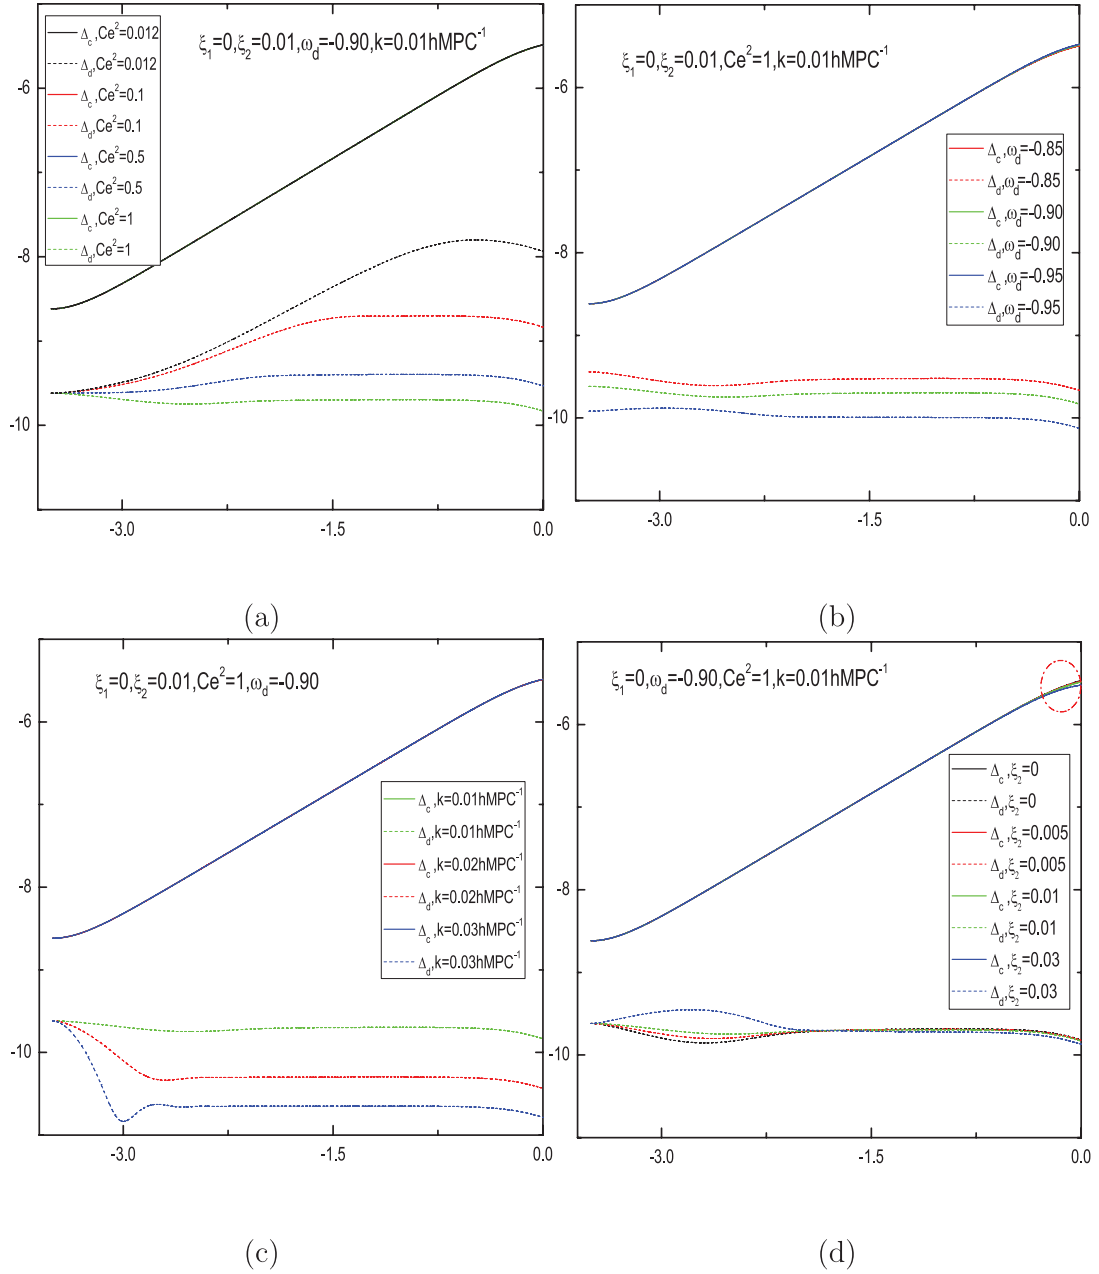 Δc,Ce²=0.012
Δd,Ce²=0.012
Δc,Ce²=0.1
Δd,Ce²=0.1
Δc,Ce²=0.5
Δd,Ce²=0.5
Δc,Ce²=1
Δd,Ce²=1
ξ₁=0,ξ₂=0.01,ω_d=-0.90,k=0.01hMPC⁻¹
-6
-8
-10
-3.0
-1.5
0.0
(a)
ξ₁=0,ξ₂=0.01,Ce²=1,k=0.01hMPC⁻¹
Δc,ω_d=-0.85
Δd,ω_d=-0.85
Δc,ω_d=-0.90
Δd,ω_d=-0.90
Δc,ω_d=-0.95
Δd,ω_d=-0.95
-6
-8
-10
-3.0
-1.5
0.0
(b)
ξ₁=0,ξ₂=0.01,Ce²=1,ω_d=-0.90
Δc,k=0.01hMPC⁻¹
Δd,k=0.01hMPC⁻¹
Δc,k=0.02hMPC⁻¹
Δd,k=0.02hMPC⁻¹
Δc,k=0.03hMPC⁻¹
Δd,k=0.03hMPC⁻¹
-6
-8
-10
-3.0
-1.5
0.0
(c)
ξ₁=0,ω_d=-0.90,Ce²=1,k=0.01hMPC⁻¹
Δc,ξ₂=0
Δd,ξ₂=0
Δc,ξ₂=0.005
Δd,ξ₂=0.005
Δc,ξ₂=0.01
Δd,ξ₂=0.01
Δc,ξ₂=0.03
Δd,ξ₂=0.03
-6
-8
-10
-3.0
-1.5
0.0
(d)